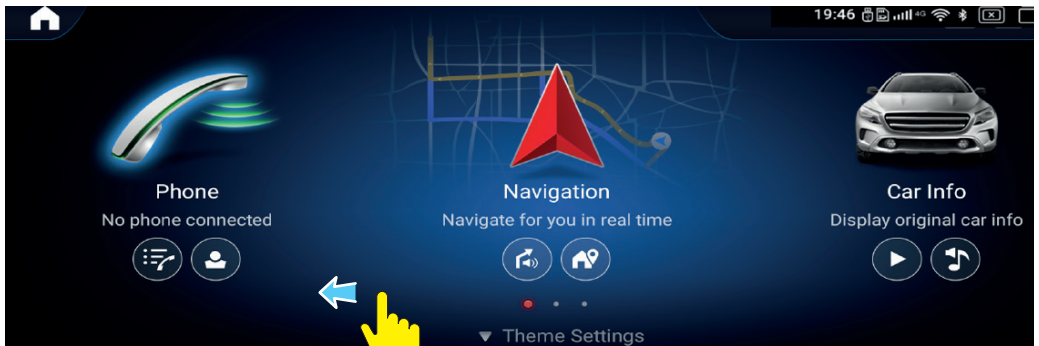 19:46 4G
Phone
No phone connected
Navigation
Navigate for you in real time
Car Info
Display original car info
Theme Settings